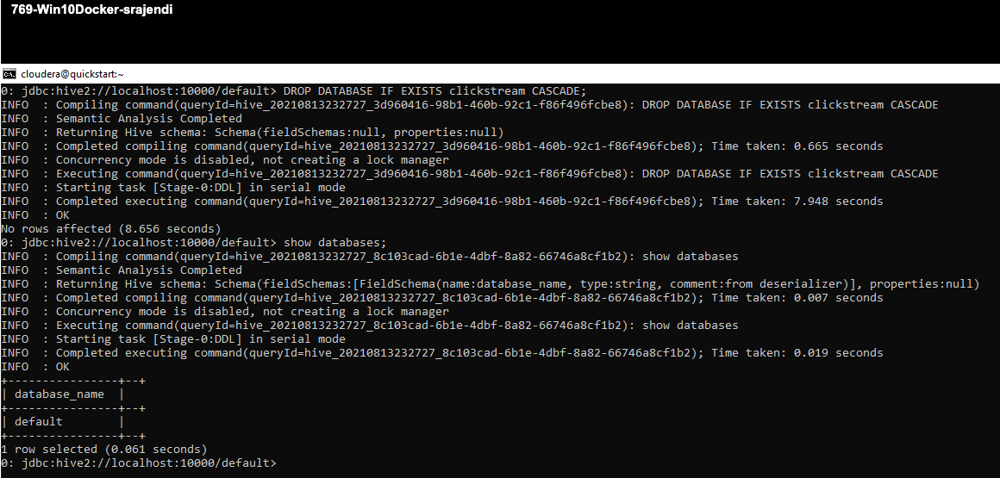 769-Win10Docker-srajendi
C:\. cloudera@quickstart:~
0: jdbc:hive2://localhost:10000/default> DROP DATABASE IF EXISTS clickstream CASCADE;
INFO  : Compiling command(queryId=hive_20210813232727_3d960416-98b1-460b-92c1-f86f496fcbe8): DROP DATABASE IF EXISTS clickstream CASCADE
INFO  : Semantic Analysis Completed
INFO  : Returning Hive schema: Schema(fieldSchemas:null, properties:null)
INFO  : Completed compiling command(queryId=hive_20210813232727_3d960416-98b1-460b-92c1-f86f496fcbe8); Time taken: 0.665 seconds
INFO  : Concurrency mode is disabled, not creating a lock manager
INFO  : Executing command(queryId=hive_20210813232727_3d960416-98b1-460b-92c1-f86f496fcbe8): DROP DATABASE IF EXISTS clickstream CASCADE
INFO  : Starting task [Stage-0:DDL] in serial mode
INFO  : Completed executing command(queryId=hive_20210813232727_3d960416-98b1-460b-92c1-f86f496fcbe8); Time taken: 7.948 seconds
INFO  : OK
No rows affected (8.656 seconds)
0: jdbc:hive2://localhost:10000/default> show databases;
INFO  : Compiling command(queryId=hive_20210813232727_8c103cad-6b1e-4dbf-8a82-66746a8cf1b2): show databases
INFO  : Semantic Analysis Completed
INFO  : Returning Hive schema: Schema(fieldSchemas:[FieldSchema(name:database_name, type:string, comment:from deserializer)], properties:null)
INFO  : Completed compiling command(queryId=hive_20210813232727_8c103cad-6b1e-4dbf-8a82-66746a8cf1b2); Time taken: 0.007 seconds
INFO  : Concurrency mode is disabled, not creating a lock manager
INFO  : Executing command(queryId=hive_20210813232727_8c103cad-6b1e-4dbf-8a82-66746a8cf1b2): show databases
INFO  : Starting task [Stage-0:DDL] in serial mode
INFO  : Completed executing command(queryId=hive_20210813232727_8c103cad-6b1e-4dbf-8a82-66746a8cf1b2); Time taken: 0.019 seconds
INFO  : OK
+----------------+--+
| database_name  |
+----------------+--+
| default        |
+----------------+--+
1 row selected (0.061 seconds)
0: jdbc:hive2://localhost:10000/default>